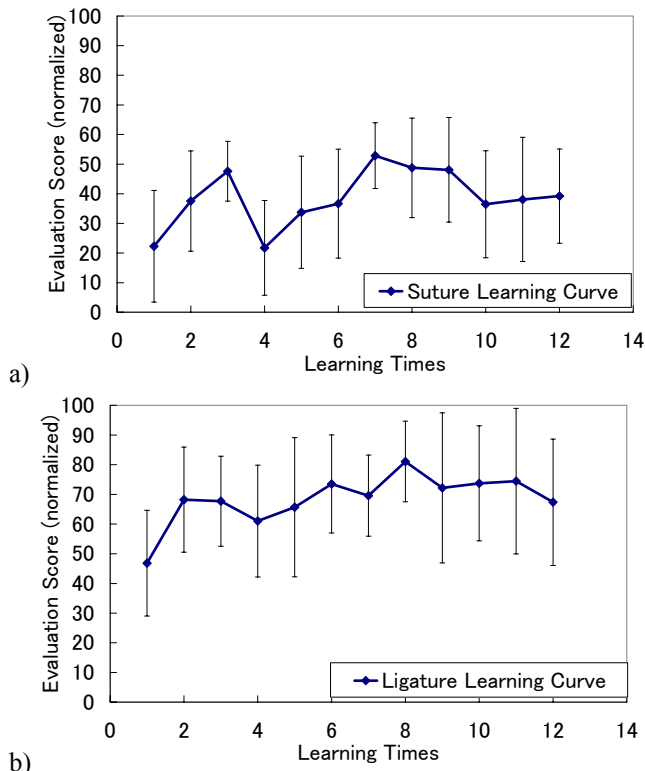 100
90
80
70
60
50
40
30
20
10
0
Evaluation Score (normalized)
Suture Learning Curve
0 2 4 6 8 10 12 14
Learning Times
a)
100
90
80
70
60
50
40
30
20
10
0
Evaluation Score (normalized)
Ligature Learning Curve
0 2 4 6 8 10 12 14
Learning Times
b)